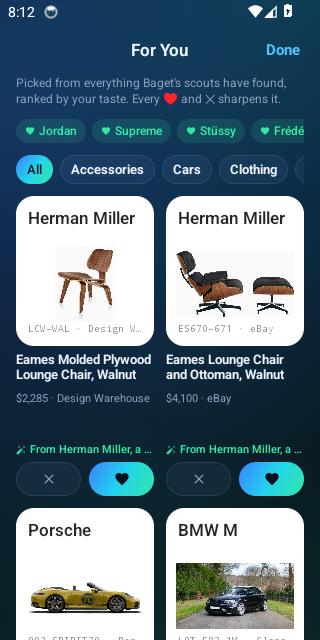 8:12
For You
Done
Picked from everything Baget's scouts have found,
ranked by your taste. Every ❤️ and ✕ sharpens it.
Jordan
Supreme
Stüssy
Frédé
All
Accessories
Cars
Clothing
Herman Miller
LCW-WAL · Design W…
Herman Miller
ES670-671 · eBay
Eames Molded Plywood
Lounge Chair, Walnut
$2,285 · Design Warehouse
Eames Lounge Chair
and Ottoman, Walnut
$4,100 · eBay
From Herman Miller, a …
From Herman Miller, a …
Porsche
BMW M